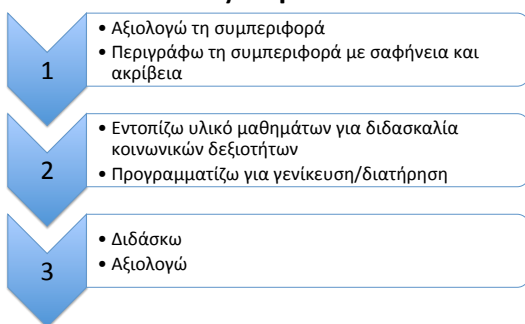 1
• Αξιολογώ τη συμπεριφορά
• Περιγράφω τη συμπεριφορά με σαφήνεια και
ακρίβεια
2
• Εντοπίζω υλικό μαθημάτων για διδασκαλία
κοινωνικών δεξιοτήτων
• Προγραμματίζω για γενίκευση/διατήρηση
3
• Διδάσκω
• Αξιολογώ